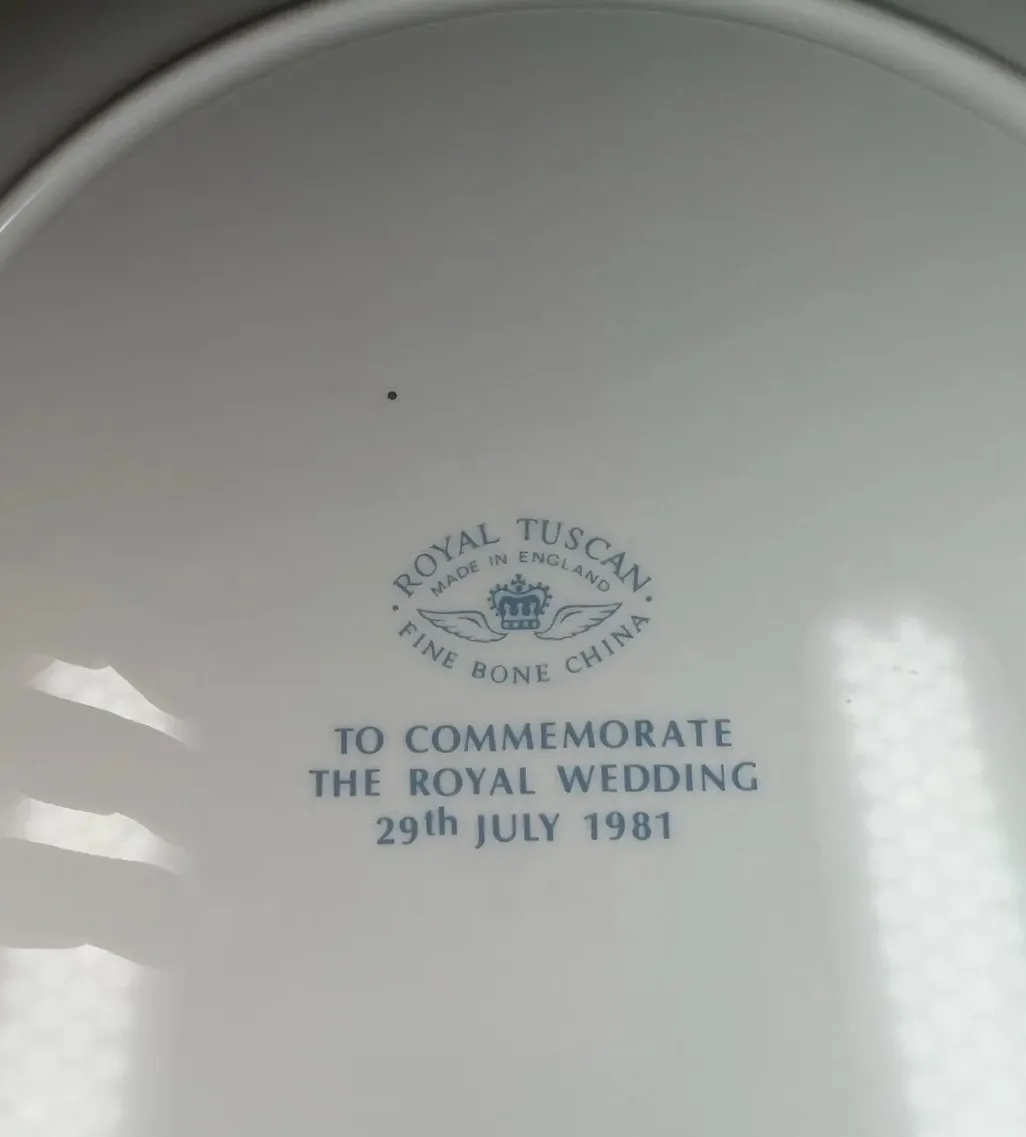 ROYAL TUSCAN
MADE IN ENGLAND
FINE BONE CHINA
TO COMMEMORATE
THE ROYAL WEDDING
29th JULY 1981